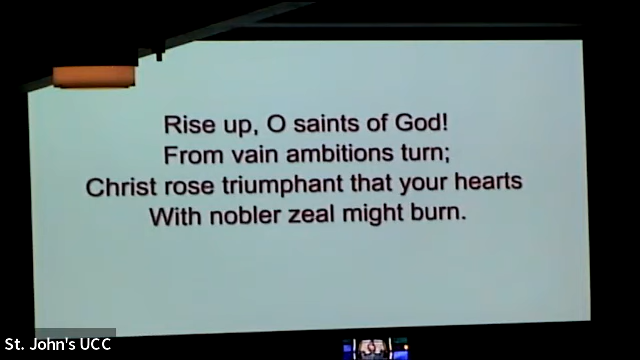 Rise up, O saints of God!
From vain ambitions turn;
Christ rose triumphant that your hearts
With nobler zeal might burn.
St. John's UCC